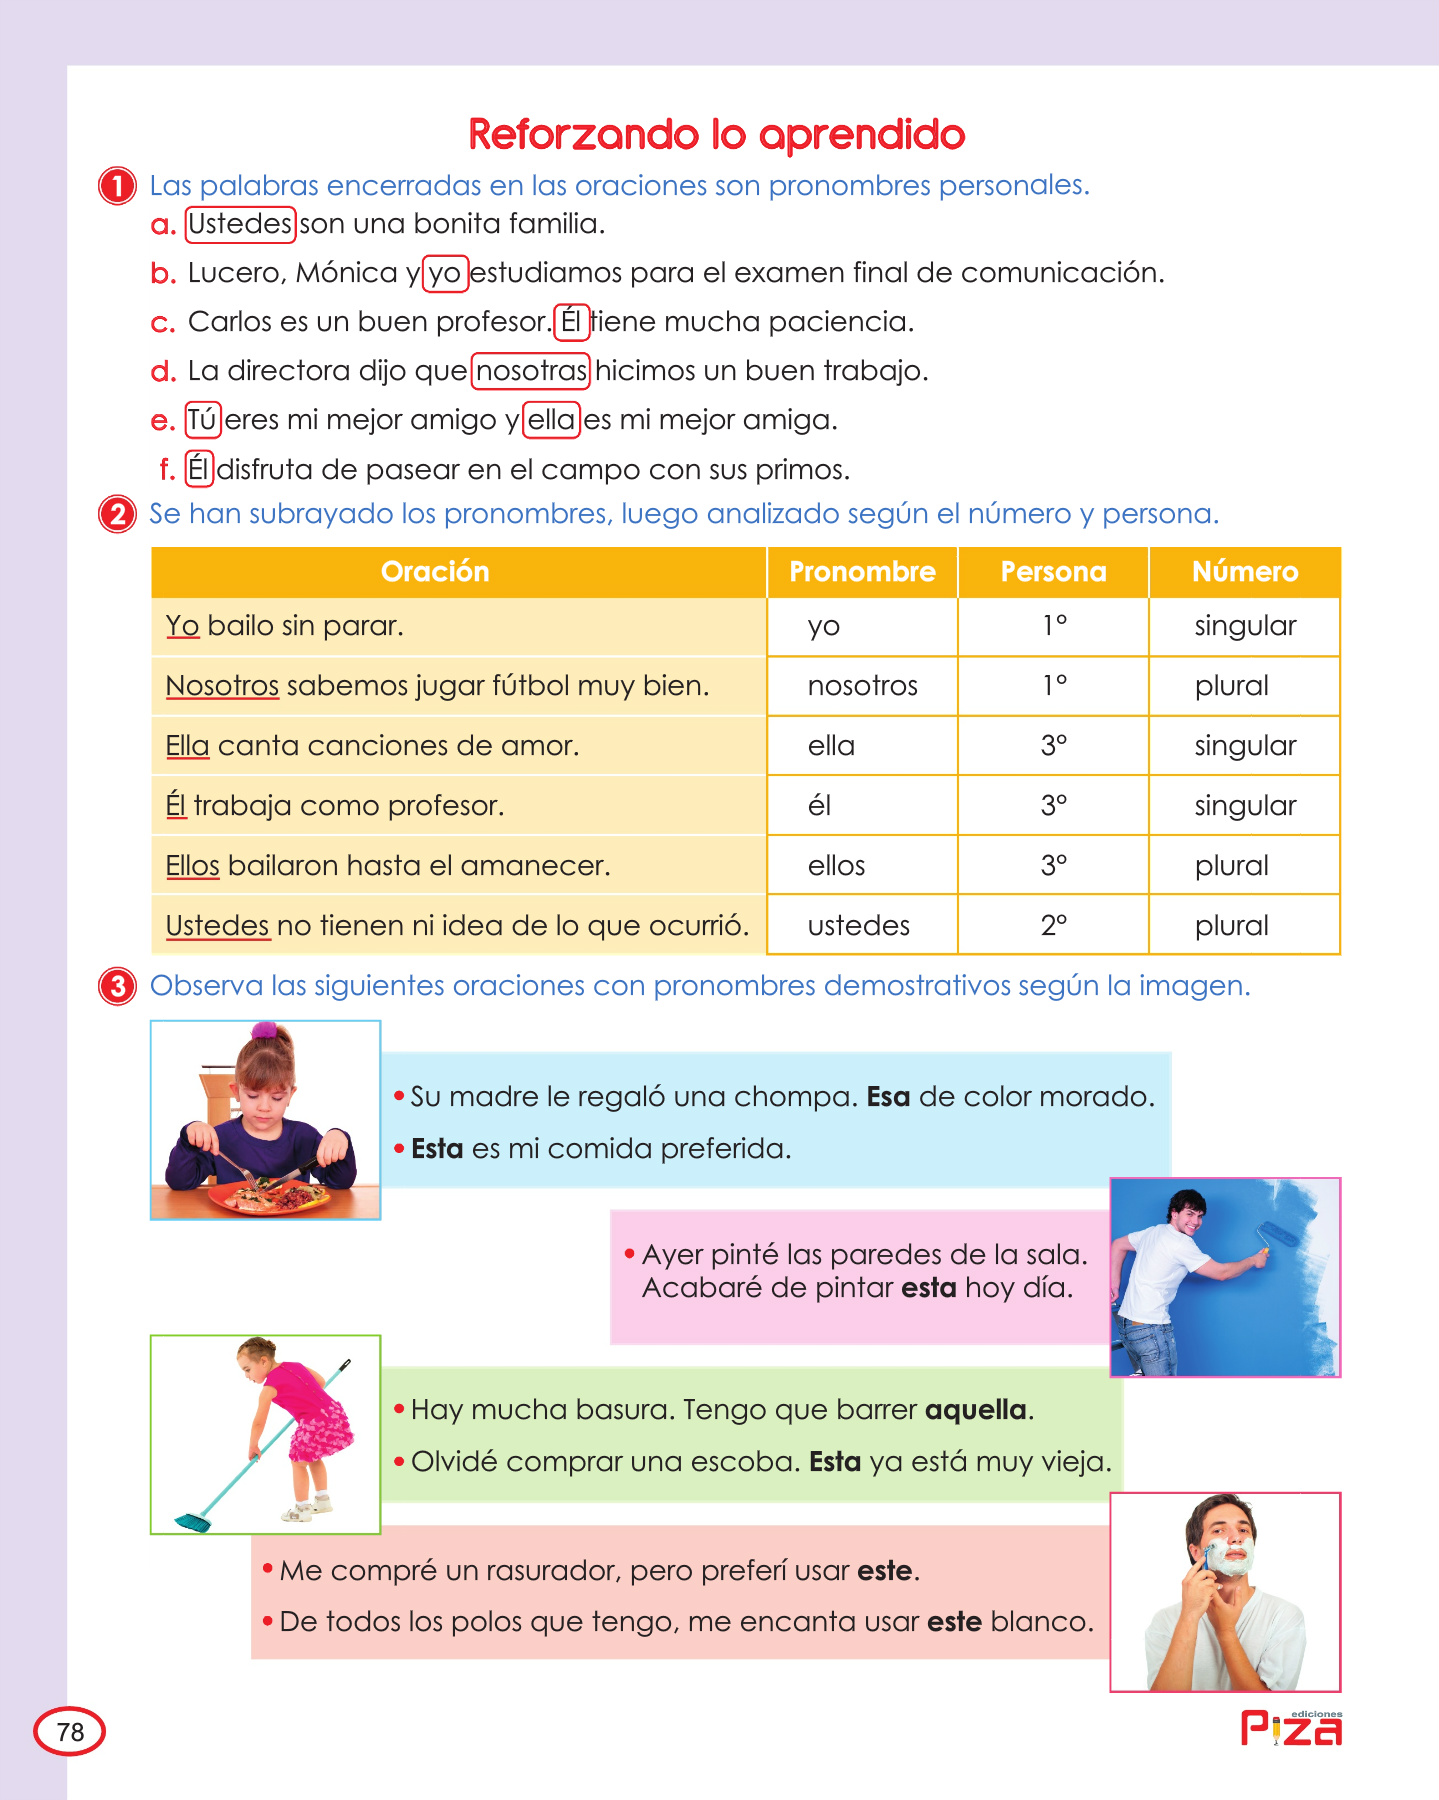 Reforzando lo aprendido
1 Las palabras encerradas en las oraciones son pronombres personales.
a. Ustedes son una bonita familia.
b. Lucero, Mónica y yo estudiamos para el examen final de comunicación.
c. Carlos es un buen profesor. Él tiene mucha paciencia.
d. La directora dijo que nosotras hicimos un buen trabajo.
e. Tú eres mi mejor amigo y ella es mi mejor amiga.
f. Él disfruta de pasear en el campo con sus primos.
2 Se han subrayado los pronombres, luego analizado según el número y persona.
Oración Pronombre Persona Número
Yo bailo sin parar. yo 1° singular
Nosotros sabemos jugar fútbol muy bien. nosotros 1° plural
Ella canta canciones de amor. ella 3° singular
Él trabaja como profesor. él 3° singular
Ellos bailaron hasta el amanecer. ellos 3° plural
Ustedes no tienen ni idea de lo que ocurrió. ustedes 2° plural
3 Observa las siguientes oraciones con pronombres demostrativos según la imagen.
• Su madre le regaló una chompa. Esa de color morado.
• Esta es mi comida preferida.
• Ayer pinté las paredes de la sala.
Acabaré de pintar esta hoy día.
• Hay mucha basura. Tengo que barrer aquella.
• Olvidé comprar una escoba. Esta ya está muy vieja.
• Me compré un rasurador, pero preferí usar este.
• De todos los polos que tengo, me encanta usar este blanco.
78
ediciones
Piza